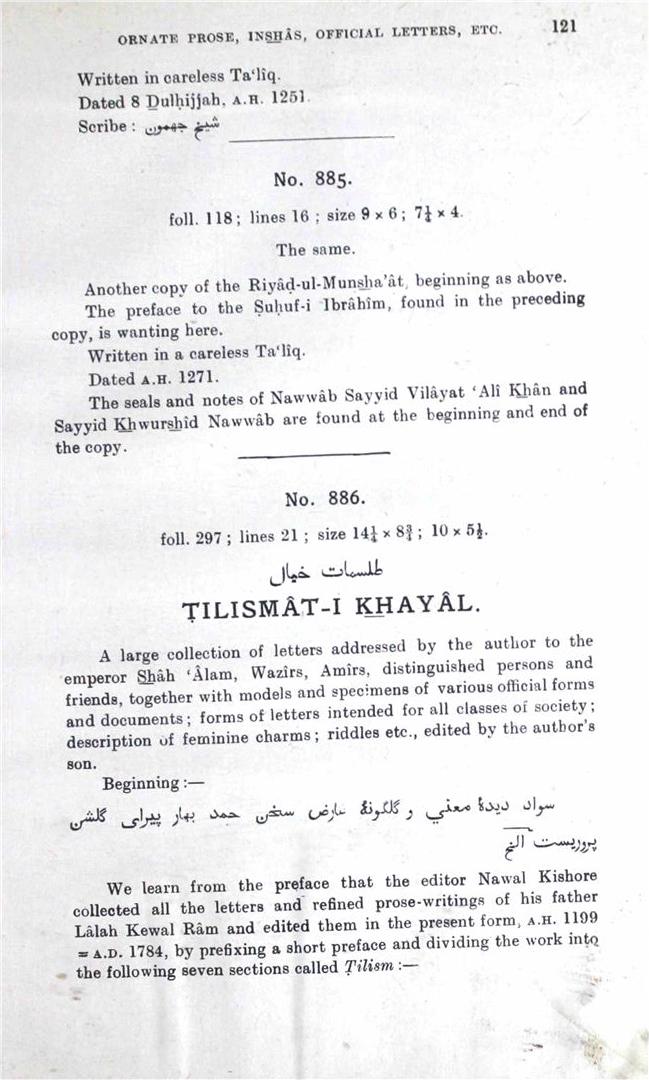 ORNATE PROSE, INSHÂS, OFFICIAL LETTERS, ETC. 121
Written in careless Ta‘lîq.
Dated 8 Ḏulḥijjah, A.H. 1251.
Scribe : شیخ جهمون
No. 885.
foll. 118; lines 16 ; size 9 × 6 ; 7½ × 4.
The same.
Another copy of the Riyâḍ-ul-Munsha’ât, beginning as above.
The preface to the Ṣuḥuf-i Ibrâhîm, found in the preceding
copy, is wanting here.
Written in a careless Ta‘lîq.
Dated A.H. 1271.
The seals and notes of Nawwâb Sayyid Vilâyat ‘Alî Khân and
Sayyid Khwurshîd Nawwâb are found at the beginning and end of
the copy.
No. 886.
foll. 297 ; lines 21 ; size 14¼ × 8¾ ; 10 × 5½.
طلسمات خیال
ṬILISMÂT-I KHAYÂL.
A large collection of letters addressed by the author to the
emperor Shâh ‘Âlam, Wazîrs, Amîrs, distinguished persons and
friends, together with models and specimens of various official forms
and documents ; forms of letters intended for all classes of society ;
description of feminine charms ; riddles etc., edited by the author's
son.
Beginning :—
سواد دیدۀ معني و گلگونۀ عارض سخن حمد بهار پیرای گلشن
پروریست الخ
We learn from the preface that the editor Nawal Kishore
collected all the letters and refined prose-writings of his father
Lâlah Kewal Râm and edited them in the present form, A.H. 1199
= A.D. 1784, by prefixing a short preface and dividing the work into
the following seven sections called Ṭilism :—